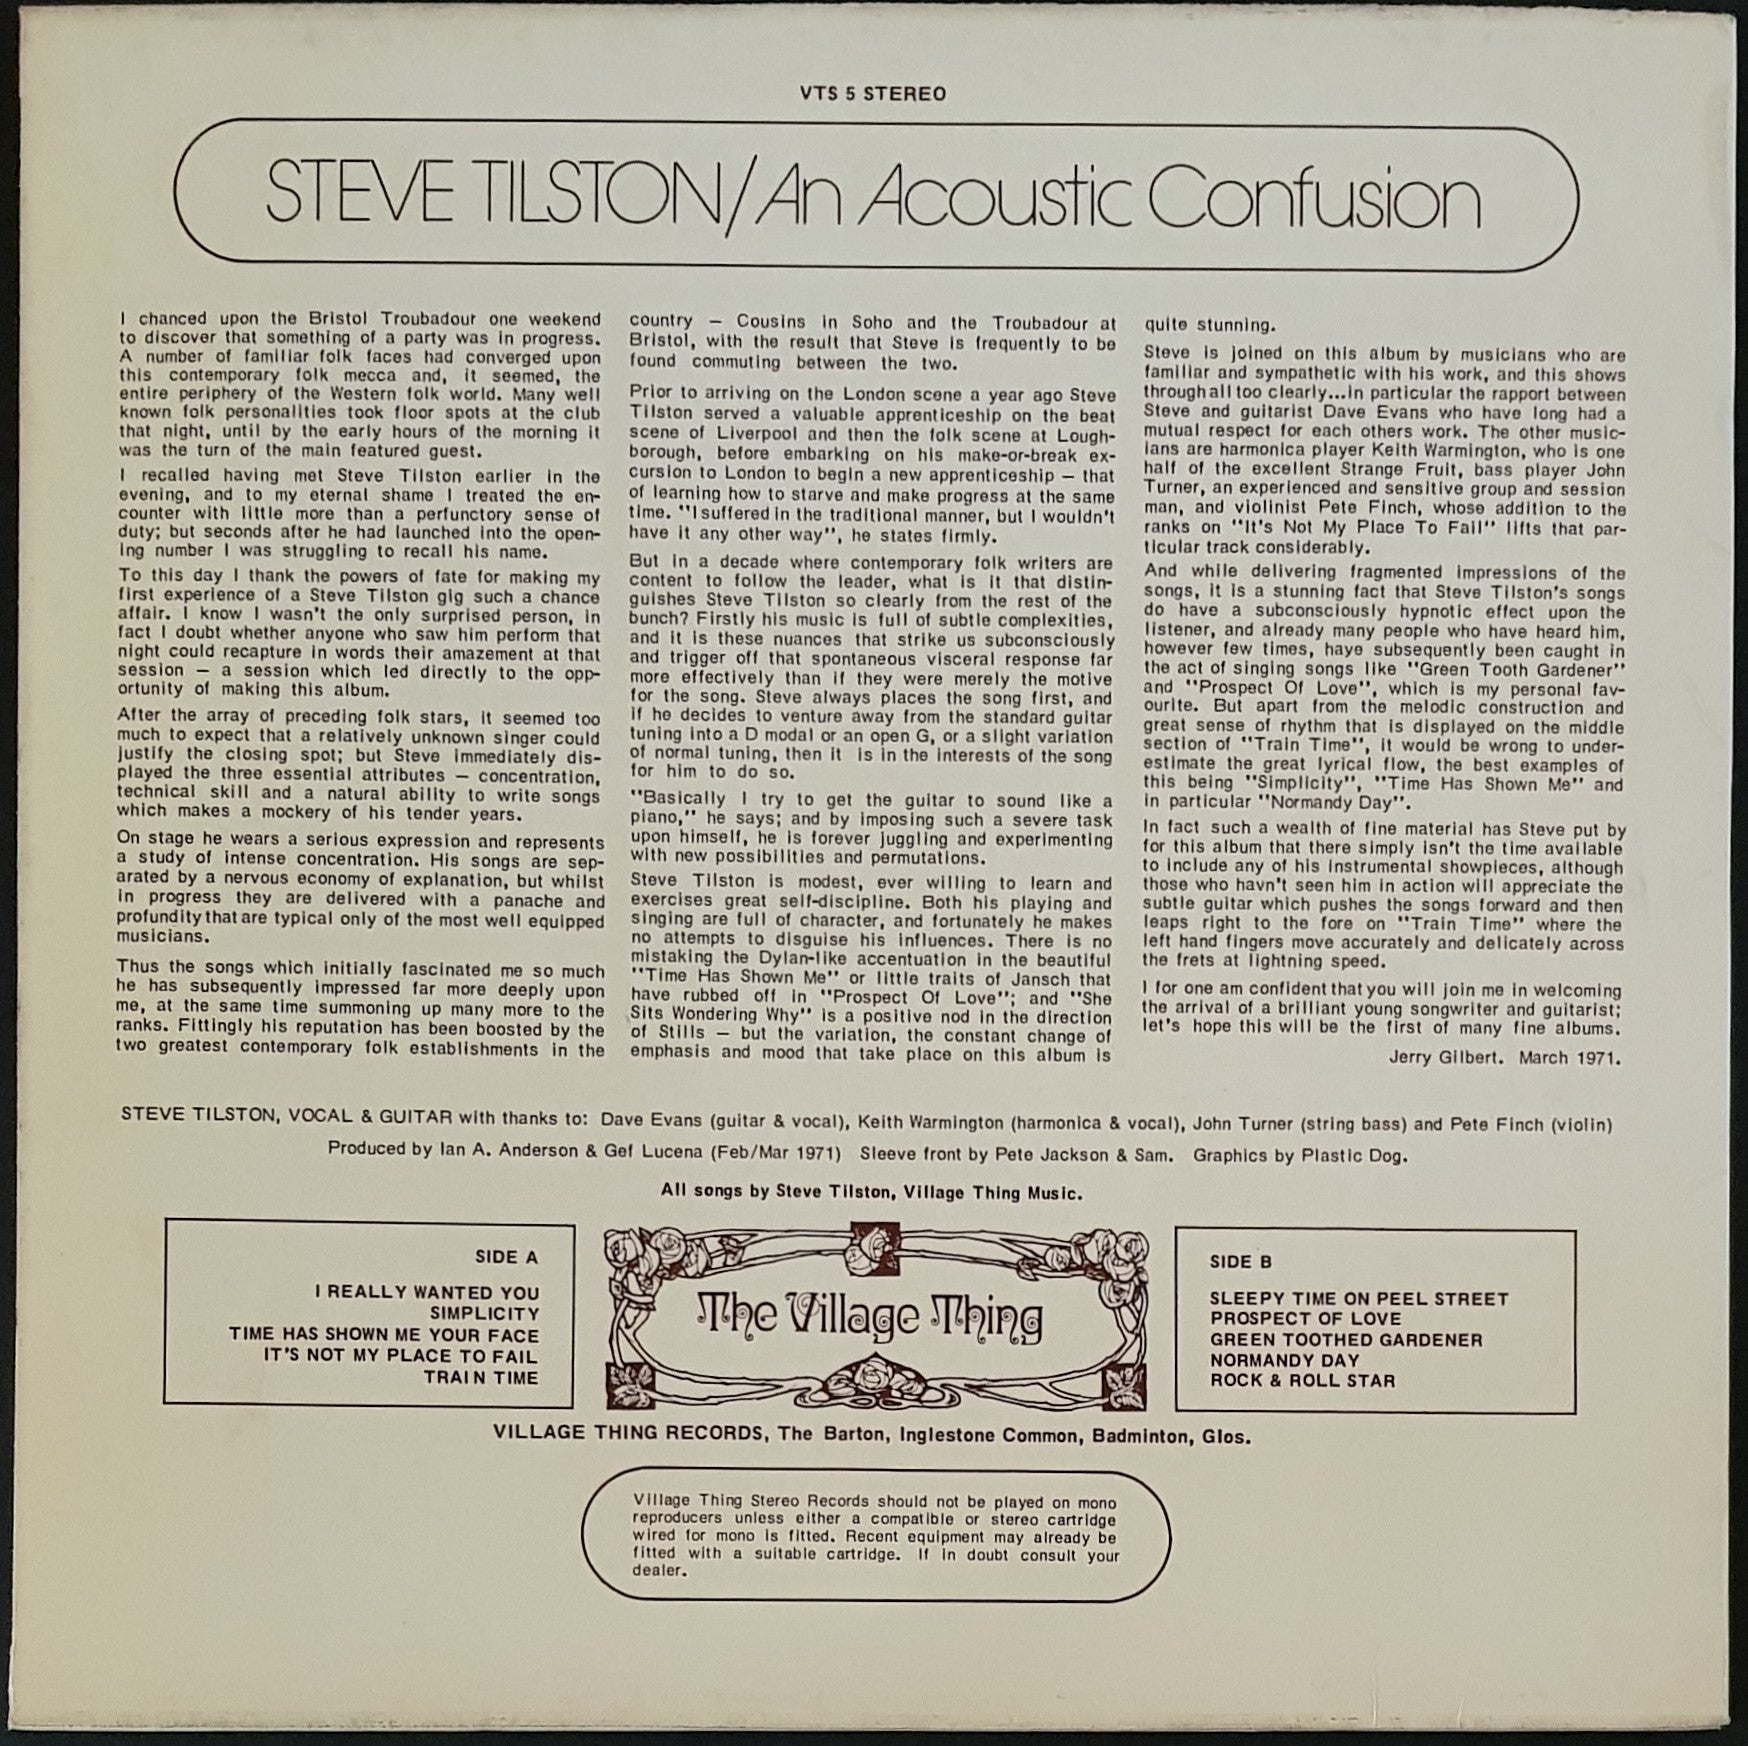 VTS 5 STEREO
STEVE TILSTON/An Acoustic Confusion
I chanced upon the Bristol Troubadour one weekend
to discover that something of a party was in progress.
A number of familiar folk faces had converged upon
this contemporary folk mecca and, it seemed, the
entire periphery of the Western folk world. Many well
known folk personalities took floor spots at the club
that night, until by the early hours of the morning it
was the turn of the main featured guest.
I recalled having met Steve Tilston earlier in the
evening, and to my eternal shame I treated the en-
counter with little more than a perfunctory sense of
duty; but seconds after he had launched into the open-
ing number I was struggling to recall his name.
To this day I thank the powers of fate for making my
first experience of a Steve Tilston gig such a chance
affair. I know I wasn't the only surprised person, in
fact I doubt whether anyone who saw him perform that
night could recapture in words their amazement at that
session – a session which led directly to the opp-
ortunity of making this album.
After the array of preceding folk stars, it seemed too
much to expect that a relatively unknown singer could
justify the closing spot; but Steve immediately dis-
played the three essential attributes – concentration,
technical skill and a natural ability to write songs
which makes a mockery of his tender years.
On stage he wears a serious expression and represents
a study of intense concentration. His songs are sep-
arated by a nervous economy of explanation, but whilst
in progress they are delivered with a panache and
profundity that are typical only of the most well equipped
musicians.
Thus the songs which initially fascinated me so much
he has subsequently impressed far more deeply upon
me, at the same time summoning up many more to the
ranks. Fittingly his reputation has been boosted by the
two greatest contemporary folk establishments in the
country – Cousins in Soho and the Troubadour at
Bristol, with the result that Steve is frequently to be
found commuting between the two.
Prior to arriving on the London scene a year ago Steve
Tilston served a valuable apprenticeship on the beat
scene of Liverpool and then the folk scene at Lough-
borough, before embarking on his make-or-break ex-
cursion to London to begin a new apprenticeship – that
of learning how to starve and make progress at the same
time. "I suffered in the traditional manner, but I wouldn't
have it any other way", he states firmly.
But in a decade where contemporary folk writers are
content to follow the leader, what is it that distin-
guishes Steve Tilston so clearly from the rest of the
bunch? Firstly his music is full of subtle complexities,
and it is these nuances that strike us subconsciously
and trigger off that spontaneous visceral response far
more effectively than if they were merely the motive
for the song. Steve always places the song first, and
if he decides to venture away from the standard guitar
tuning into a D modal or an open G, or a slight variation
of normal tuning, then it is in the interests of the song
for him to do so.
"Basically I try to get the guitar to sound like a
piano," he says; and by imposing such a severe task
upon himself, he is forever juggling and experimenting
with new possibilities and permutations.
Steve Tilston is modest, ever willing to learn and
exercises great self-discipline. Both his playing and
singing are full of character, and fortunately he makes
no attempts to disguise his influences. There is no
mistaking the Dylan-like accentuation in the beautiful
"Time Has Shown Me" or little traits of Jansch that
have rubbed off in "Prospect Of Love"; and "She
Sits Wondering Why" is a positive nod in the direction
of Stills – but the variation, the constant change of
emphasis and mood that take place on this album is
quite stunning.
Steve is joined on this album by musicians who are
familiar and sympathetic with his work, and this shows
through all too clearly...in particular the rapport between
Steve and guitarist Dave Evans who have long had a
mutual respect for each others work. The other music-
ians are harmonica player Keith Warmington, who is one
half of the excellent Strange Fruit, bass player John
Turner, an experienced and sensitive group and session
man, and violinist Pete Finch, whose addition to the
ranks on "It's Not My Place To Fail" lifts that par-
ticular track considerably.
And while delivering fragmented impressions of the
songs, it is a stunning fact that Steve Tilston's songs
do have a subconsciously hypnotic effect upon the
listener, and already many people who have heard him,
however few times, haye subsequently been caught in
the act of singing songs like "Green Tooth Gardener"
and "Prospect Of Love", which is my personal fav-
ourite. But apart from the melodic construction and
great sense of rhythm that is displayed on the middle
section of "Train Time", it would be wrong to under-
estimate the great lyrical flow, the best examples of
this being "Simplicity", "Time Has Shown Me" and
in particular "Normandy Day".
In fact such a wealth of fine material has Steve put by
for this album that there simply isn't the time available
to include any of his instrumental showpieces, although
those who havn't seen him in action will appreciate the
subtle guitar which pushes the songs forward and then
leaps right to the fore on "Train Time" where the
left hand fingers move accurately and delicately across
the frets at lightning speed.
I for one am confident that you will join me in welcoming
the arrival of a brilliant young songwriter and guitarist;
let's hope this will be the first of many fine albums.
Jerry Gilbert. March 1971.
STEVE TILSTON, VOCAL & GUITAR with thanks to: Dave Evans (guitar & vocal), Keith Warmington (harmonica & vocal), John Turner (string bass) and Pete Finch (violin)
Produced by Ian A. Anderson & Gef Lucena (Feb/Mar 1971) Sleeve front by Pete Jackson & Sam. Graphics by Plastic Dog.
All songs by Steve Tilston, Village Thing Music.
SIDE A
I REALLY WANTED YOU
SIMPLICITY
TIME HAS SHOWN ME YOUR FACE
IT'S NOT MY PLACE TO FAIL
TRAIN TIME
The Village Thing
SIDE B
SLEEPY TIME ON PEEL STREET
PROSPECT OF LOVE
GREEN TOOTHED GARDENER
NORMANDY DAY
ROCK & ROLL STAR
VILLAGE THING RECORDS, The Barton, Inglestone Common, Badminton, Glos.
Village Thing Stereo Records should not be played on mono
reproducers unless either a compatible or stereo cartridge
wired for mono is fitted. Recent equipment may already be
fitted with a suitable cartridge. If in doubt consult your
dealer.